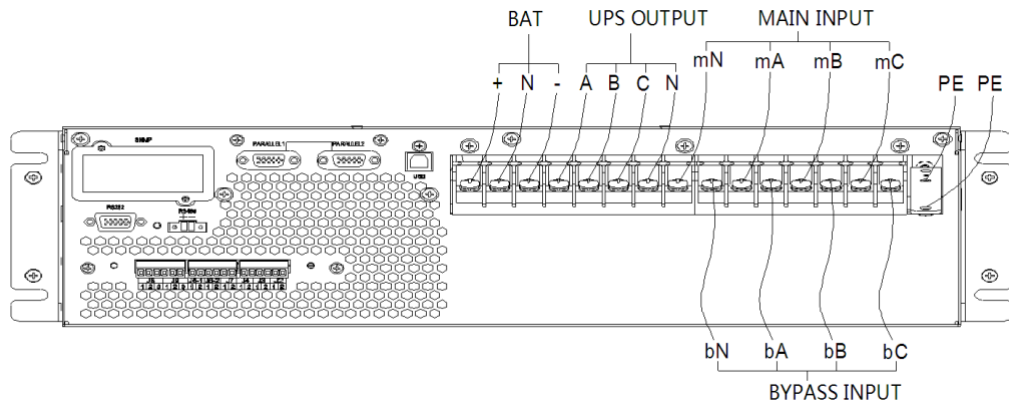 BAT UPS OUTPUT MAIN INPUT
mN mA mB mC
+ N - A B C N PE PE
SNMP PARALLEL1 PARALLEL2
USB
RS232 RS485
bN bA bB bC
BYPASS INPUT